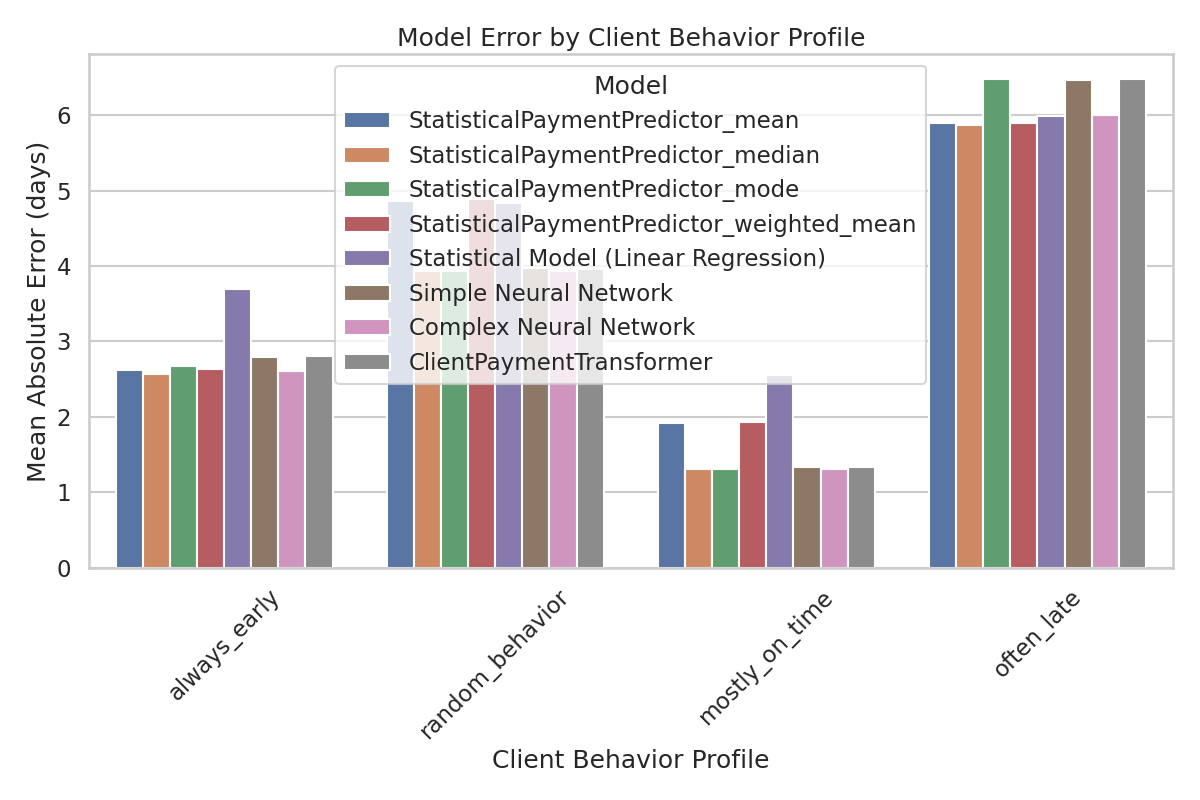 Model Error by Client Behavior Profile
Model
StatisticalPaymentPredictor_mean
StatisticalPaymentPredictor_median
StatisticalPaymentPredictor_mode
StatisticalPaymentPredictor_weighted_mean
Statistical Model (Linear Regression)
Simple Neural Network
Complex Neural Network
ClientPaymentTransformer
Mean Absolute Error (days)
6
5
4
3
2
1
0
always_early
random_behavior
mostly_on_time
often_late
Client Behavior Profile